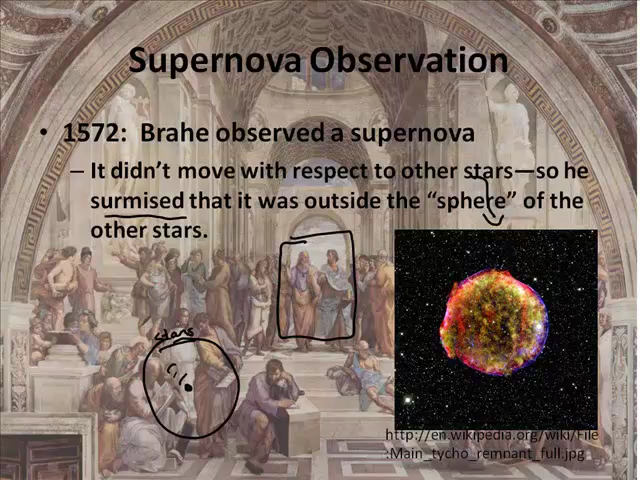 Supernova Observation
• 1572: Brahe observed a supernova
– It didn't move with respect to other stars—so he
surmised that it was outside the "sphere" of the
other stars.
stars
http://en.wikipedia.org/wiki/File
:Main_tycho_remnant_full.jpg